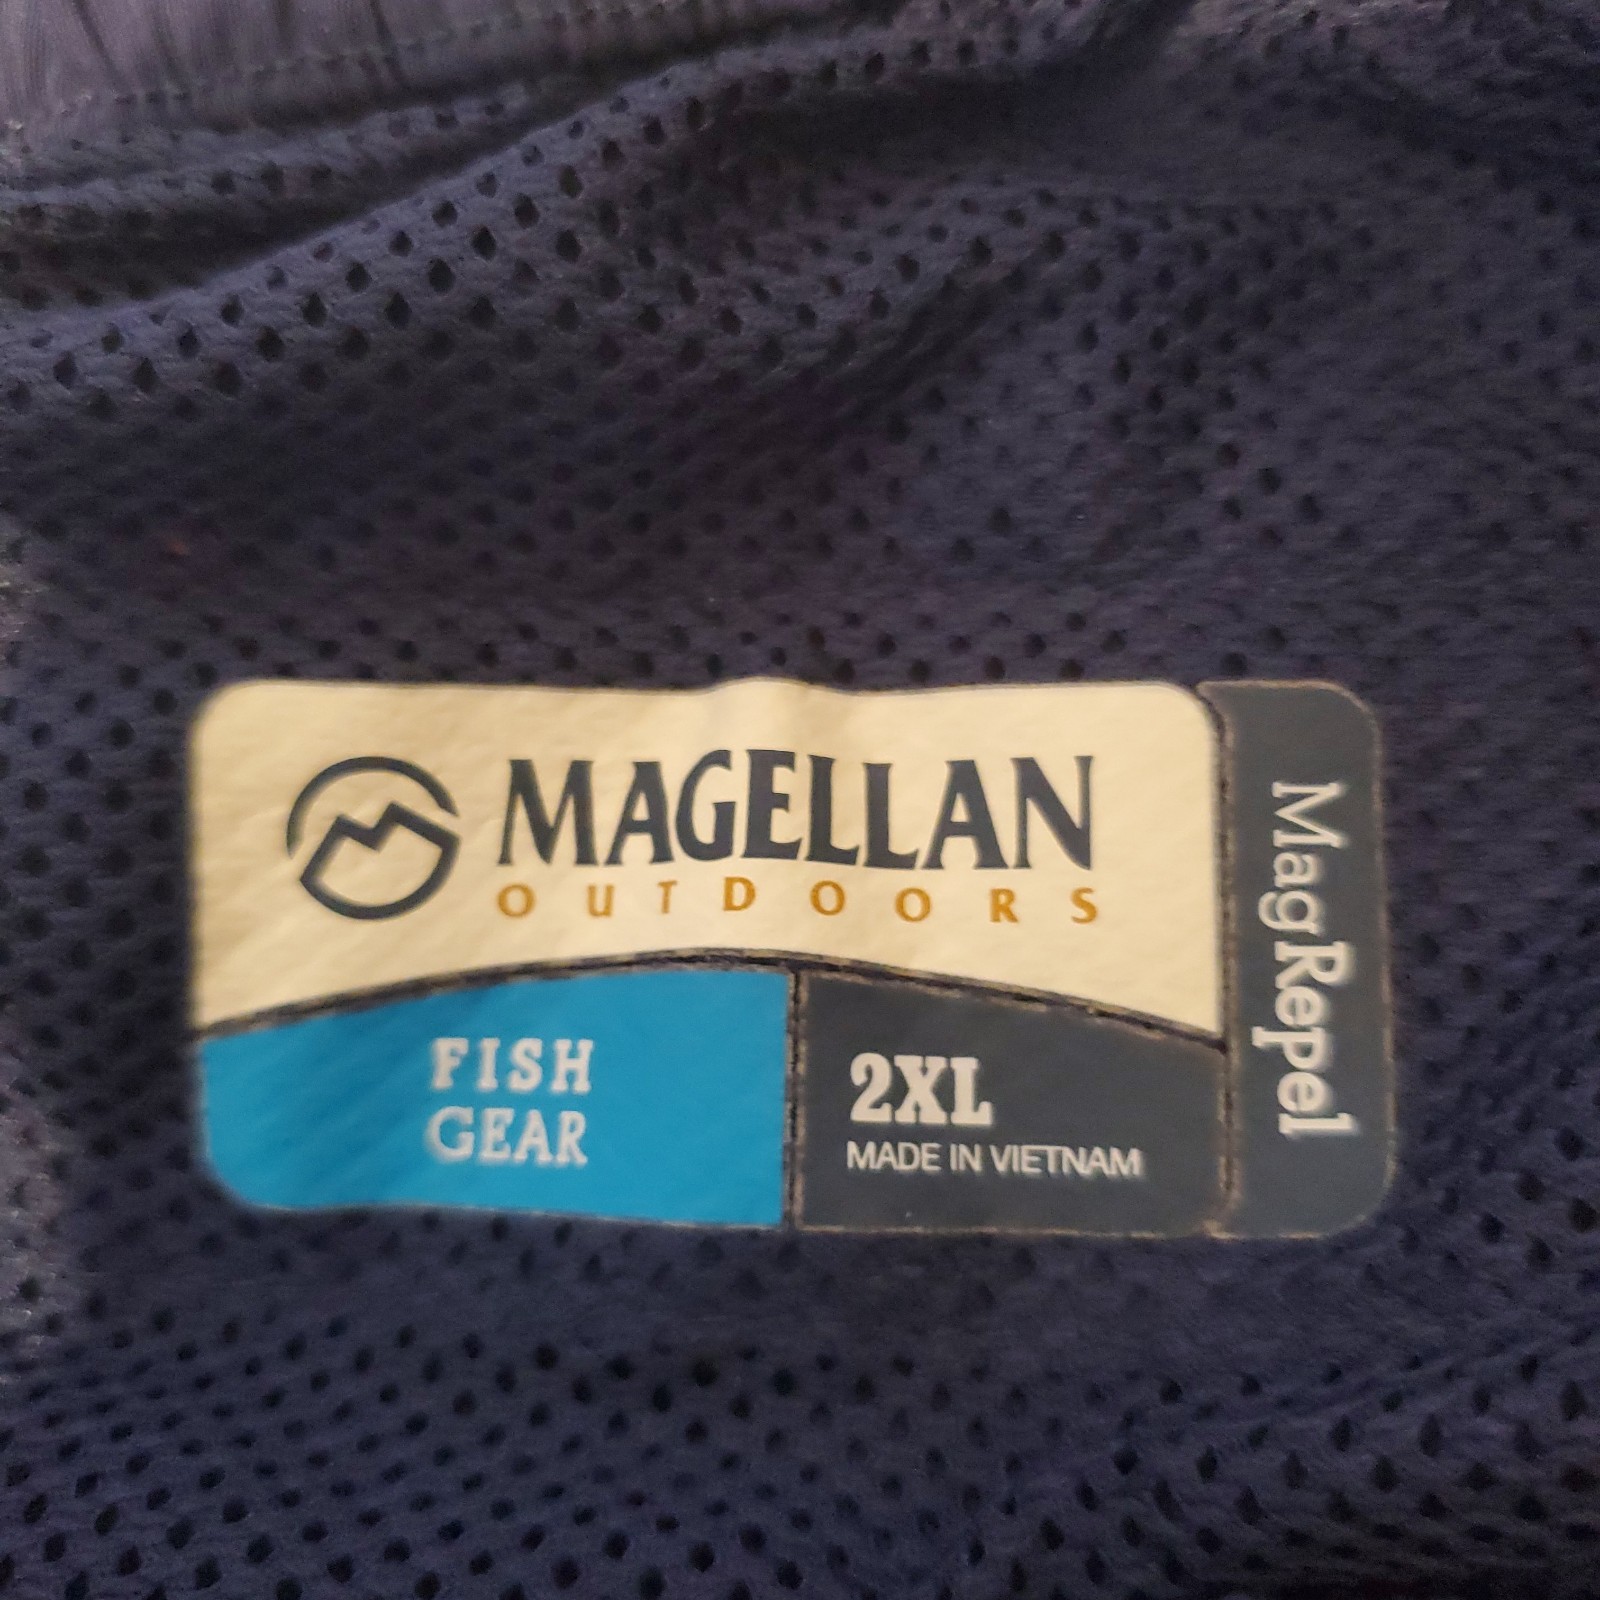 MAGELLAN
OUTDOORS
FISH
GEAR
2XL
MADE IN VIETNAM
MagRepel